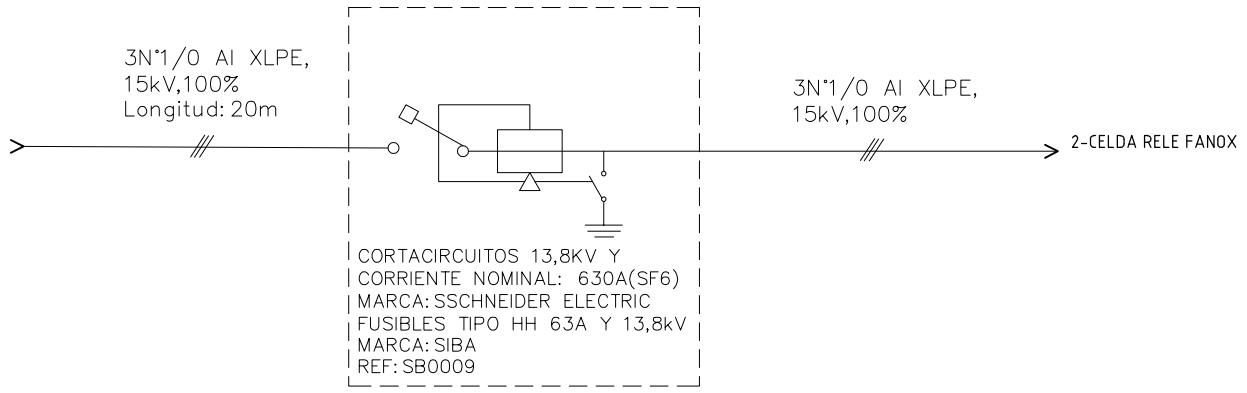 3N°1/0 Al XLPE,
15kV,100%
Longitud: 20m
3N°1/0 Al XLPE,
15kV,100%
2-CELDA RELE FANOX
CORTACIRCUITOS 13,8KV Y
CORRIENTE NOMINAL: 630A(SF6)
MARCA: SSCHNEIDER ELECTRIC
FUSIBLES TIPO HH 63A Y 13,8kV
MARCA: SIBA
REF: SB0009